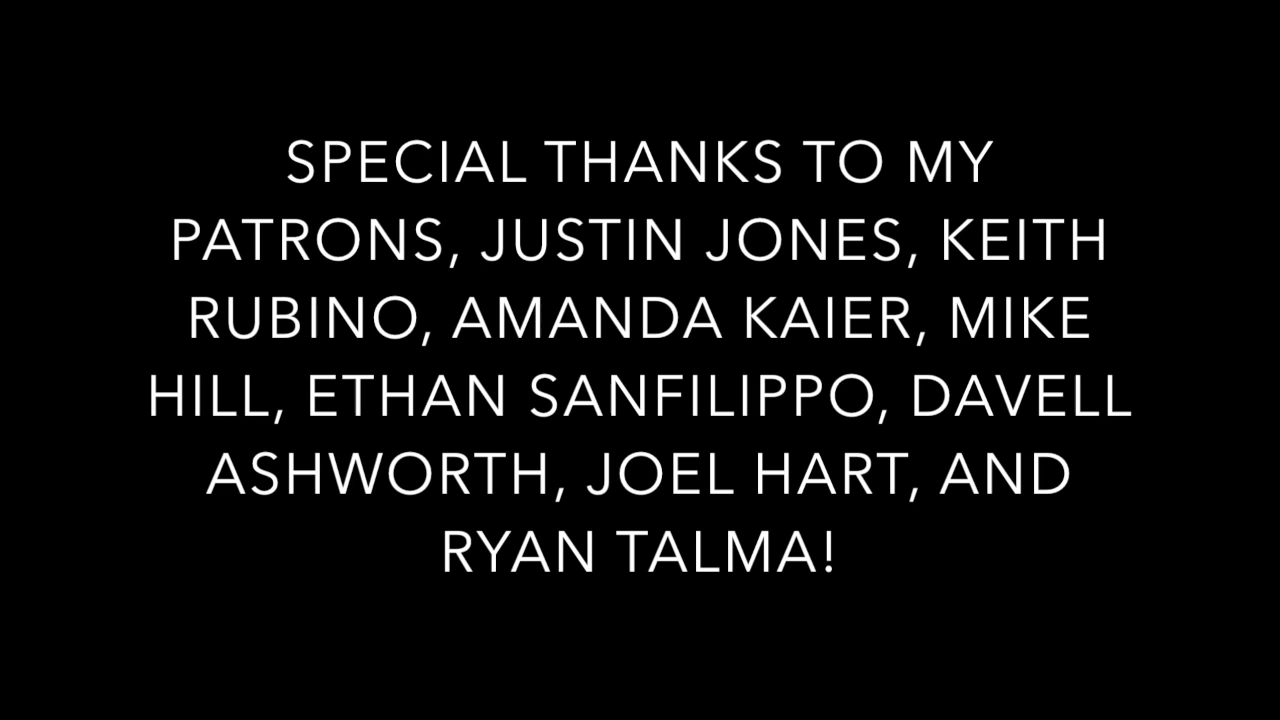 SPECIAL THANKS TO MY
PATRONS, JUSTIN JONES, KEITH
RUBINO, AMANDA KAIER, MIKE
HILL, ETHAN SANFILIPPO, DAVELL
ASHWORTH, JOEL HART, AND
RYAN TALMA!